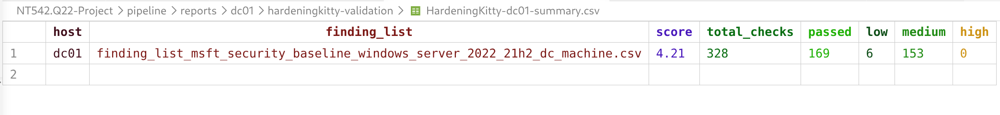 NT542.Q22-Project > pipeline > reports > dc01 > hardeningkitty-validation > HardeningKitty-dc01-summary.csv
host finding_list score total_checks passed low medium high
1 dc01 finding_list_msft_security_baseline_windows_server_2022_21h2_dc_machine.csv 4.21 328 169 6 153 0
2